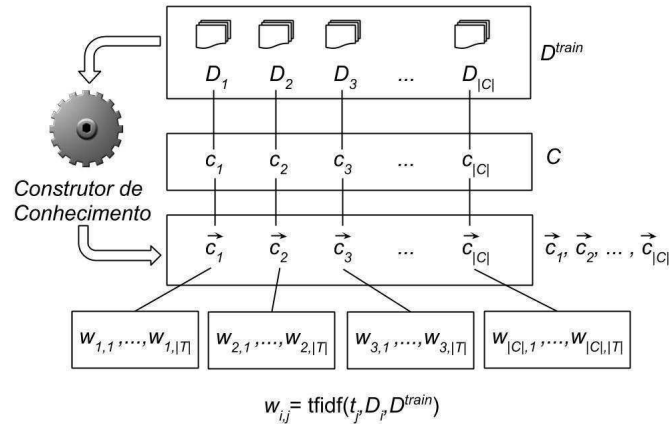 D_1 D_2 D_3 ... D_|C| D^train
c_1 c_2 c_3 ... c_|C| C
Construtor de
Conhecimento
c⃗_1 c⃗_2 c⃗_3 ... c⃗_|C| c⃗_1, c⃗_2, ... , c⃗_|C|
w_1,1 ,...,w_1,|T| w_2,1 ,...,w_2,|T| w_3,1 ,...,w_3,|T| w_|C|,1 ,...,w_|C|,|T|
w_i,j = tfidf(t_j,D_i,D^train)